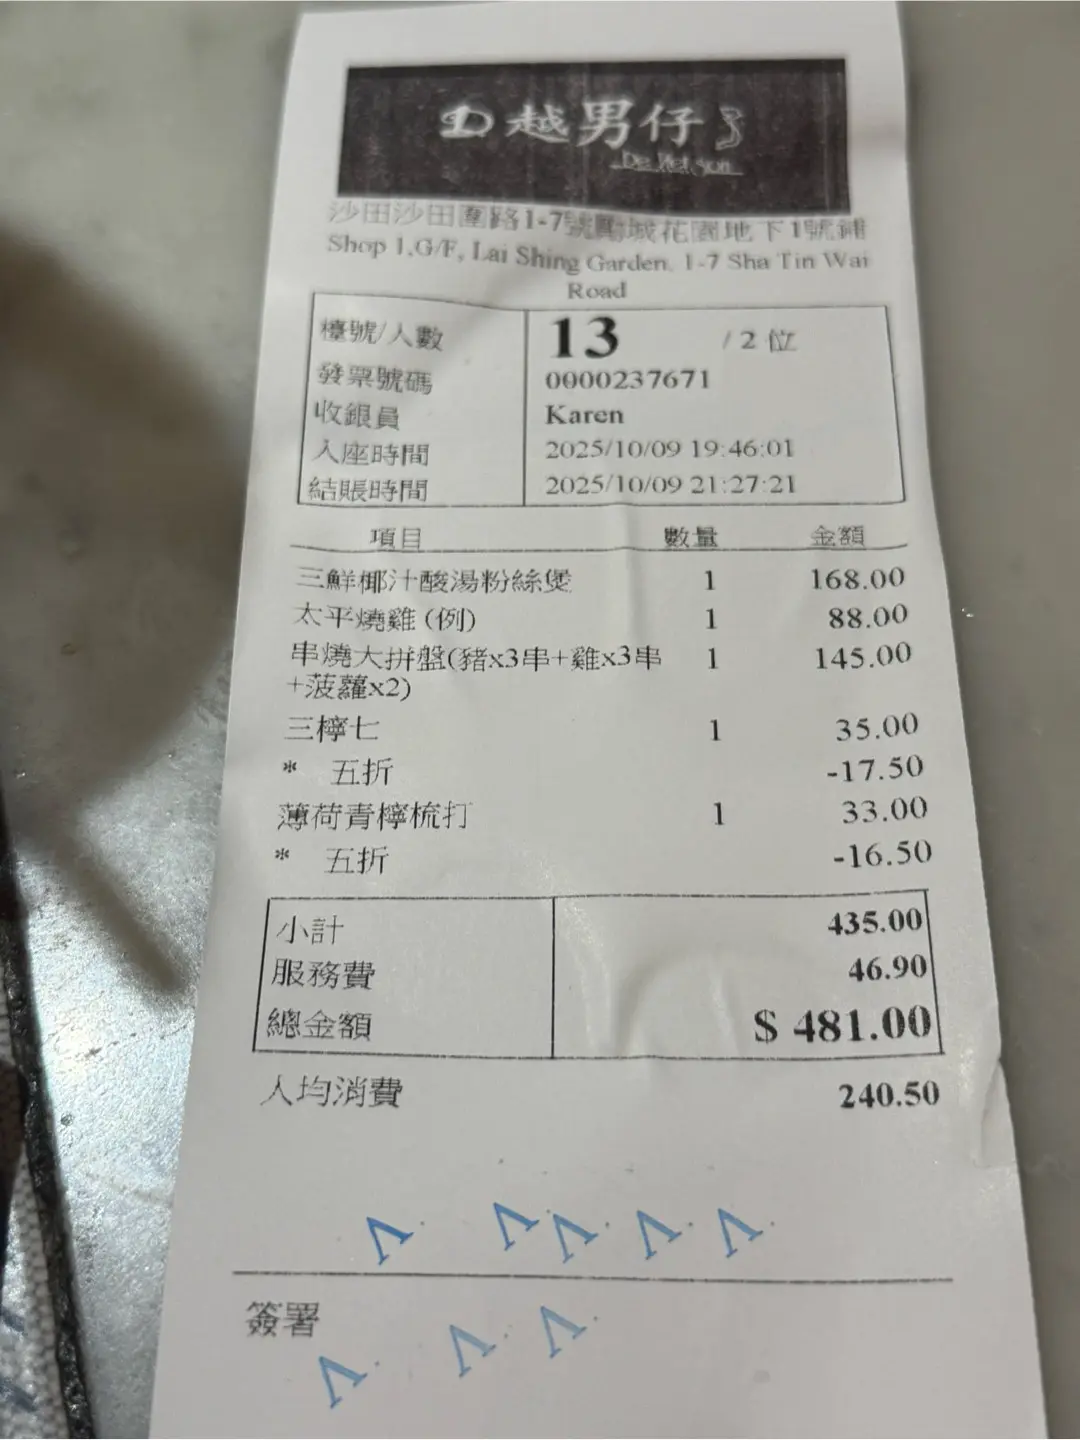 越男仔
De Viet Son
沙田沙田圍路1-7號麗城花園地下1號鋪
Shop 1,G/F, Lai Shing Garden, 1-7 Sha Tin Wai
Road
檯號/人數 13 /2 位
發票號碼 0000237671
收銀員 Karen
入座時間 2025/10/09 19:46:01
結賬時間 2025/10/09 21:27:21
項目 數量 金額
三鮮椰汁酸湯粉絲煲 1 168.00
太平燒雞 (例) 1 88.00
串燒大拼盤(豬x3串+雞x3串 1 145.00
+菠蘿x2)
三檸七 1 35.00
* 五折 -17.50
薄荷青檸梳打 1 33.00
* 五折 -16.50
小計 435.00
服務費 46.90
總金額 $ 481.00
人均消費 240.50
簽署